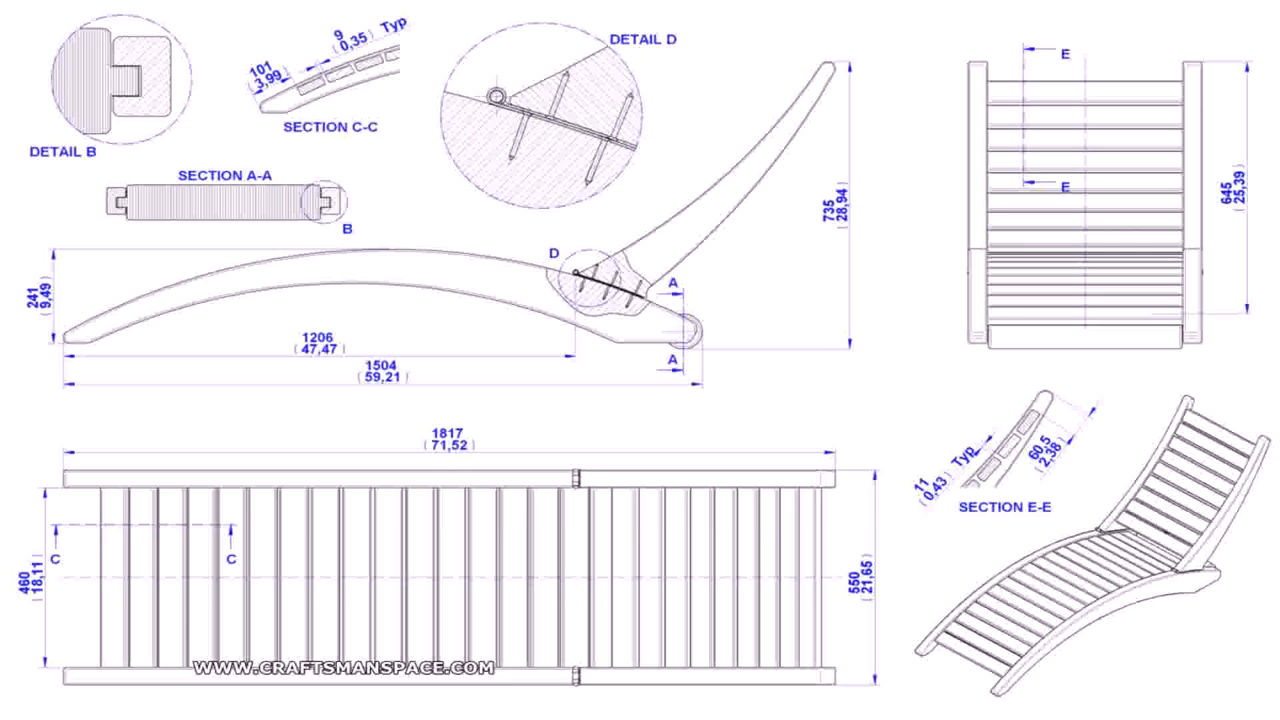 DETAIL B
101
3,99
9
0,35
Typ
SECTION C-C
DETAIL D
SECTION A-A
B
241
( 9,49 )
D
A
A
1206
( 47,47 )
1504
( 59,21 )
735
( 28,94 )
E
E
645
( 25,39 )
1817
( 71,52 )
C
C
460
( 18,11 )
550
( 21,65 )
11
( 0,43 )
Typ
60,5
( 2,38 )
SECTION E-E
WWW.CRAFTSMANSPACE.COM